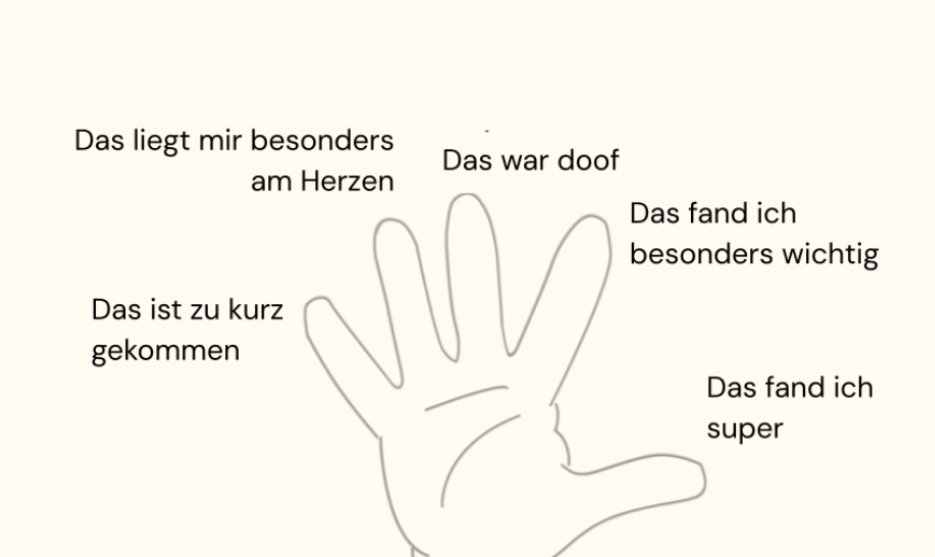 Das liegt mir besonders
am Herzen
Das war doof
Das fand ich
besonders wichtig
Das ist zu kurz
gekommen
Das fand ich
super